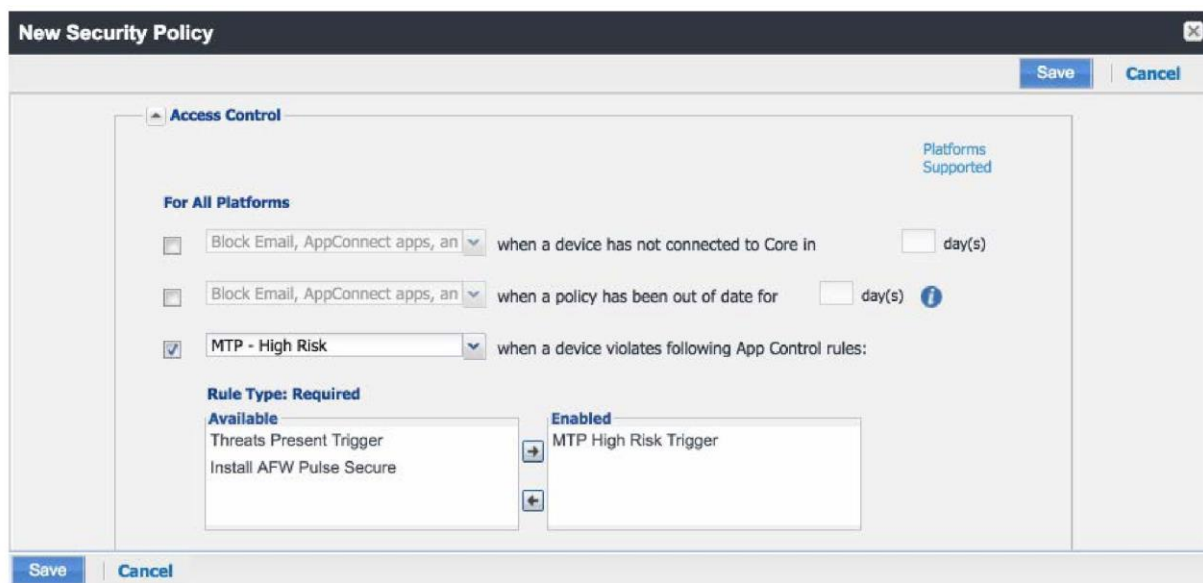 New Security Policy
Save
Cancel
Access Control
Platforms
Supported
For All Platforms
Block Email, AppConnect apps, an when a device has not connected to Core in day(s)
Block Email, AppConnect apps, an when a policy has been out of date for day(s) i
MTP - High Risk when a device violates following App Control rules:
Rule Type: Required
Available Enabled
Threats Present Trigger MTP High Risk Trigger
Install AFW Pulse Secure
Save Cancel